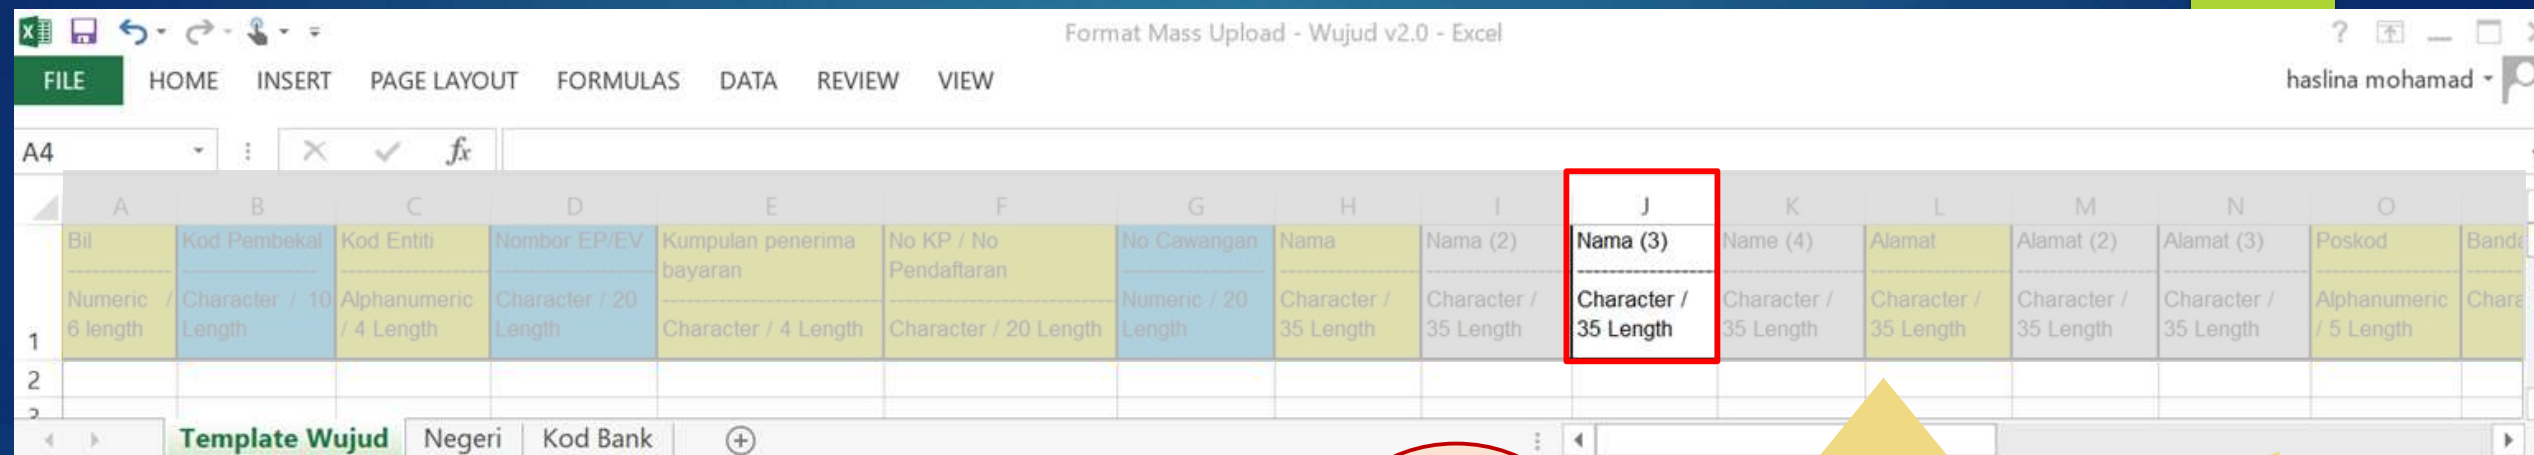 Format Mass Upload - Wujud v2.0 - Excel
FILE HOME INSERT PAGE LAYOUT FORMULAS DATA REVIEW VIEW
haslina mohamad
A4
fx
A B C D E F G H I J K L M N O
Bil
Numeric / 6 length
Kod Pembekal
Character / 10 Length
Kod Entiti
Alphanumeric / 4 Length
Nombor EP/EV
Character / 20 Length
Kumpulan penerima bayaran
Character / 4 Length
No KP / No Pendaftaran
Character / 20 Length
No Cawangan
Numeric / 20 Length
Nama
Character / 35 Length
Nama (2)
Character / 35 Length
Nama (3)
Character / 35 Length
Name (4)
Character / 35 Length
Alamat
Character / 35 Length
Alamat (2)
Character / 35 Length
Alamat (3)
Character / 35 Length
Poskod
Alphanumeric / 5 Length
1
2
Template Wujud Negeri Kod Bank